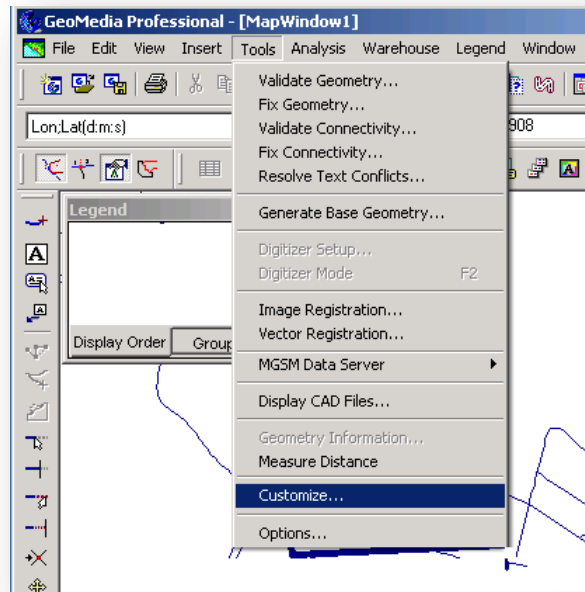 GeoMedia Professional - [MapWindow1]
File Edit View Insert Tools Analysis Warehouse Legend Window
Lon;Lat(d:m:s)
908
Legend
Display Order
Group
Validate Geometry...
Fix Geometry...
Validate Connectivity...
Fix Connectivity...
Resolve Text Conflicts...
Generate Base Geometry...
Digitizer Setup...
Digitizer Mode F2
Image Registration...
Vector Registration...
MGSM Data Server
Display CAD Files...
Geometry Information...
Measure Distance
Customize...
Options...